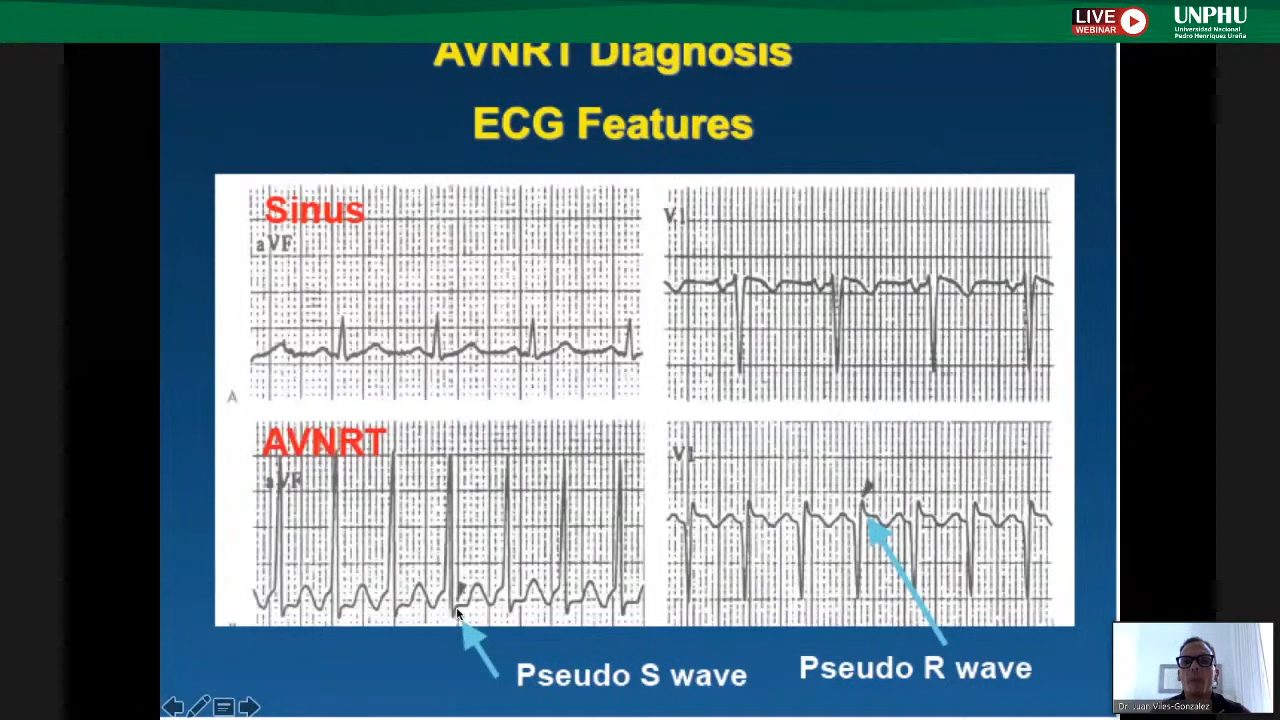 LIVE
WEBINAR
UNPHU
Universidad Nacional
Pedro Henríquez Ureña
AVNRT Diagnosis
ECG Features
Sinus
aVF
V1
A
AVNRT
aVF
V1
Pseudo S wave
Pseudo R wave
Dr. Juan Viles-Gonzalez